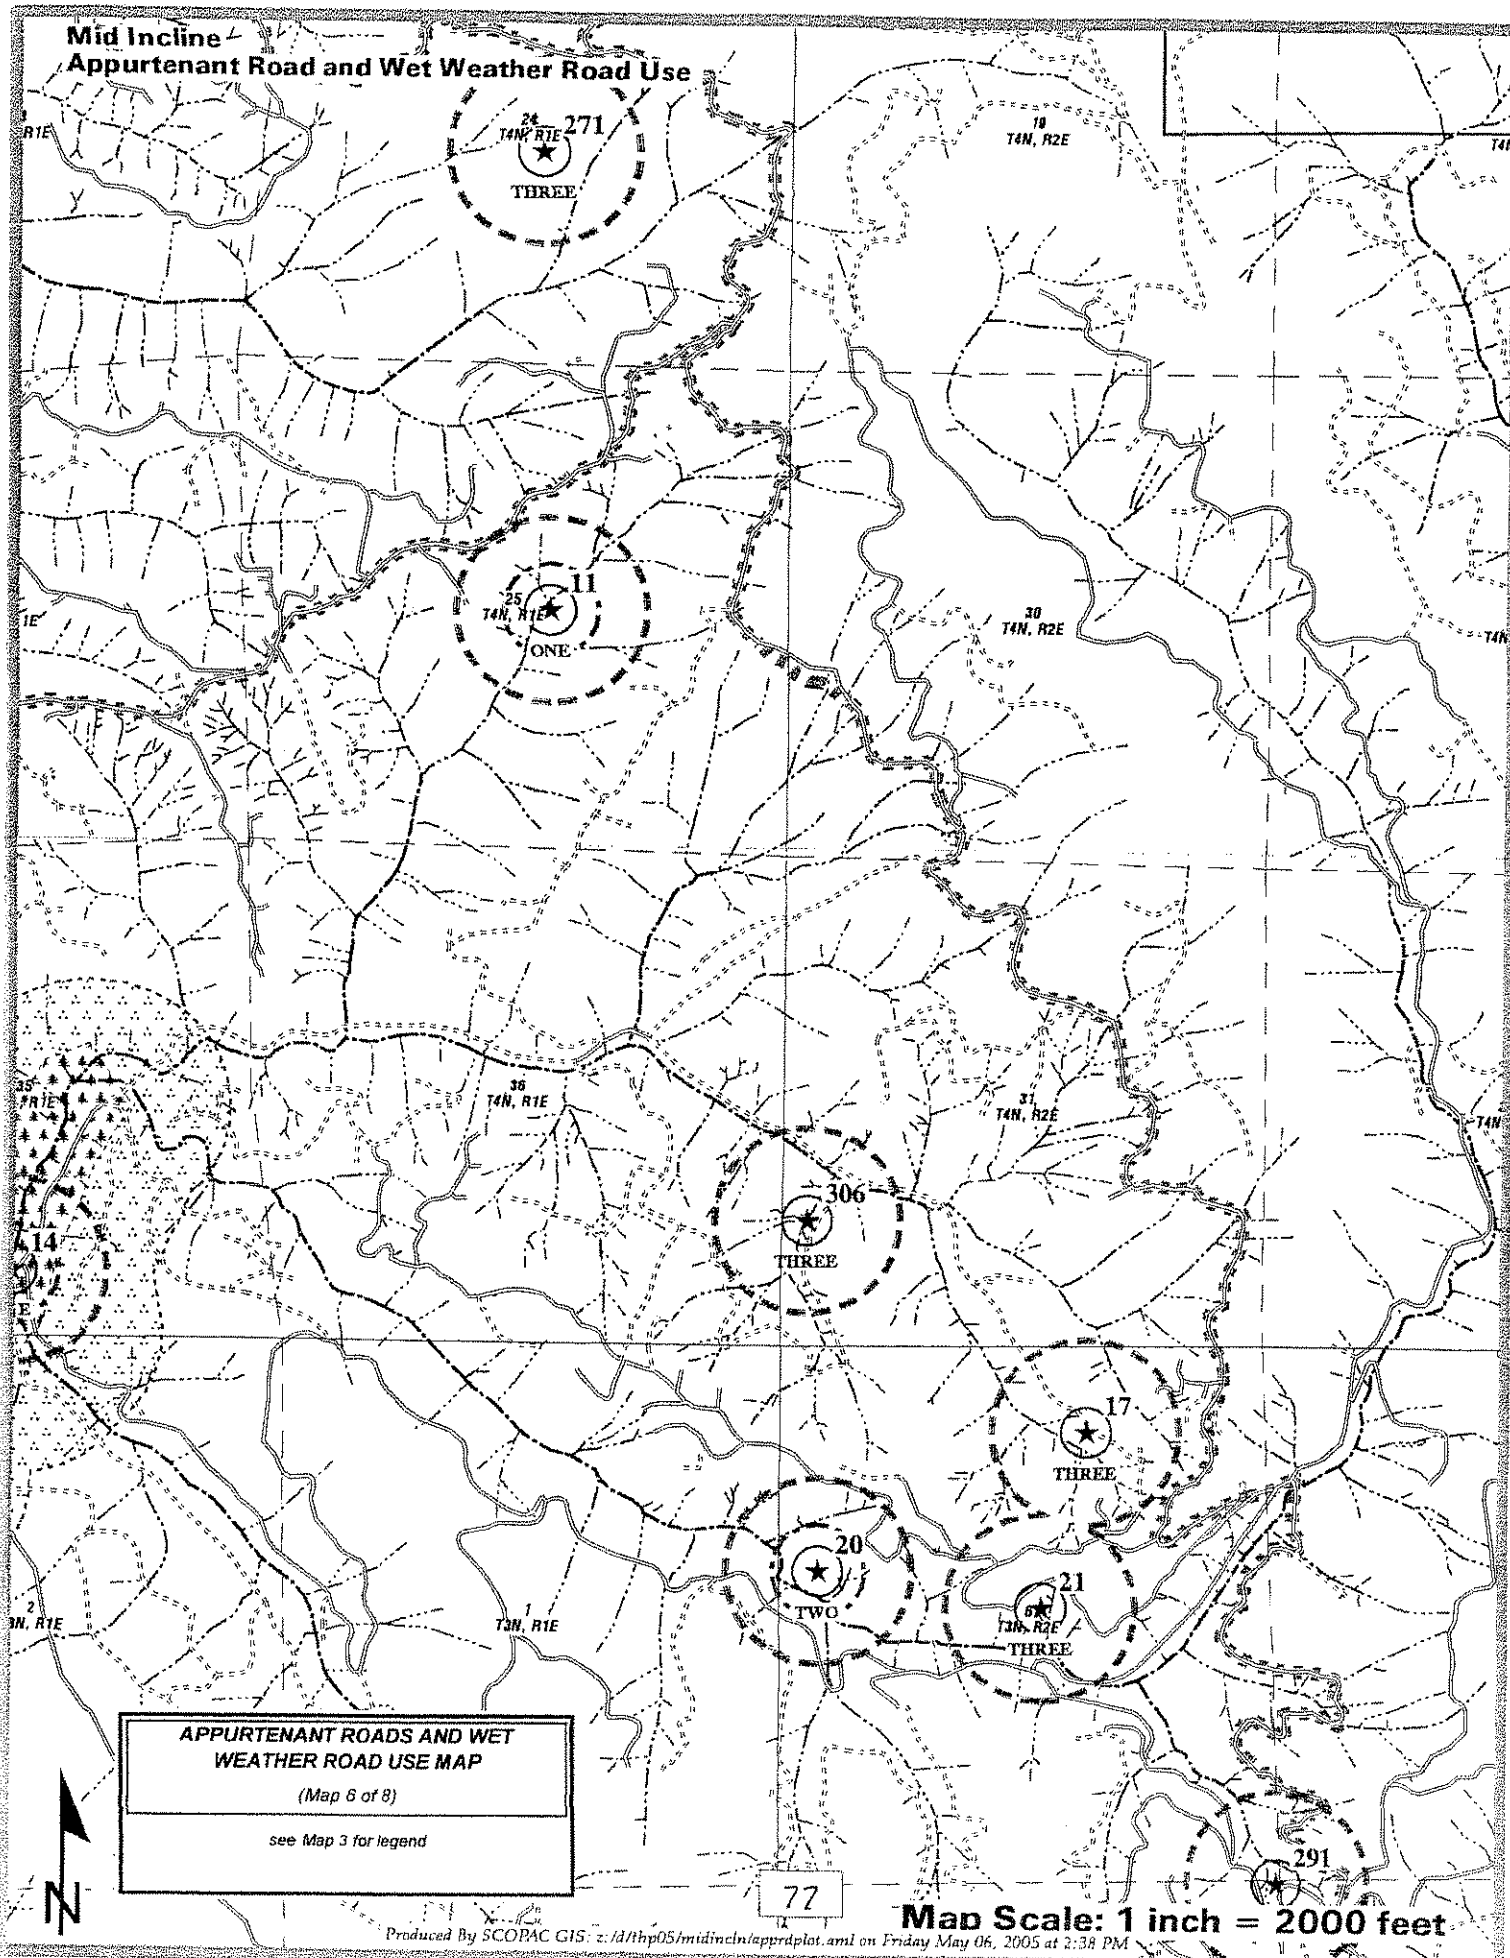 Mid Incline
Appurtenant Road and Wet Weather Road Use
24
T4N, R1E
271
THREE
19
T4N, R2E
R1E
11
25
T4N, R1E
ONE
30
T4N, R2E
1E
T4N
35
R1E
36
T4N, R1E
31
T4N, R2E
T4N
306
THREE
14
E
17
THREE
20
TWO
21
T3N, R2E
THREE
2
3N, R1E
1
T3N, R1E
APPURTENANT ROADS AND WET
WEATHER ROAD USE MAP
(Map 6 of 8)
see Map 3 for legend
N
291
77
Map Scale: 1 inch = 2000 feet
Produced By SCOPAC GIS: z:/d/thp05/midincln/apprdplot.aml on Friday May 06, 2005 at 2:38 PM